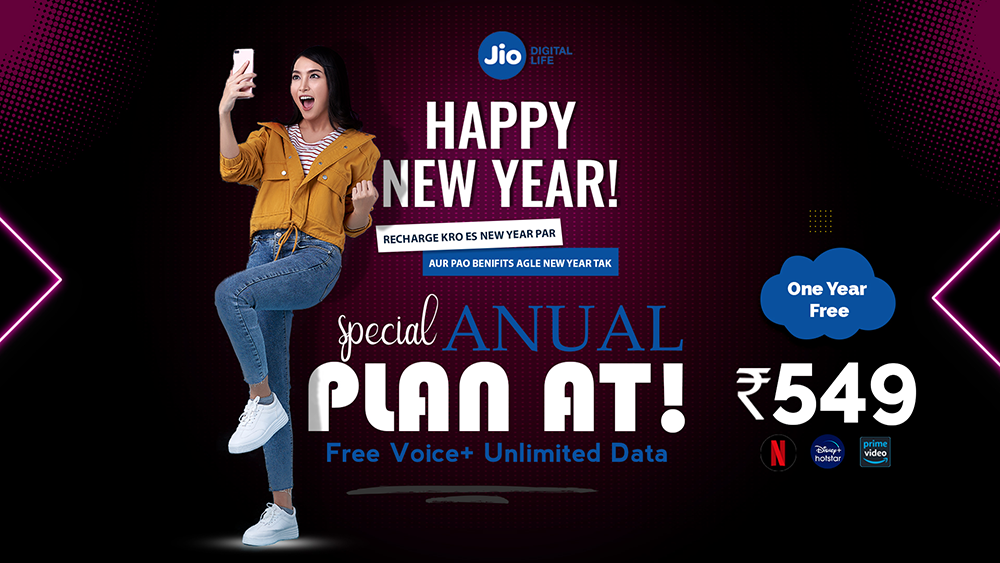 Jio DIGITAL
LIFE
HAPPY
NEW YEAR!
RECHARGE KRO ES NEW YEAR PAR
AUR PAO BENIFITS AGLE NEW YEAR TAK
special ANUAL
PLAN AT!
Free Voice+ Unlimited Data
One Year
Free
₹549
N
Disney+
hotstar
prime
video